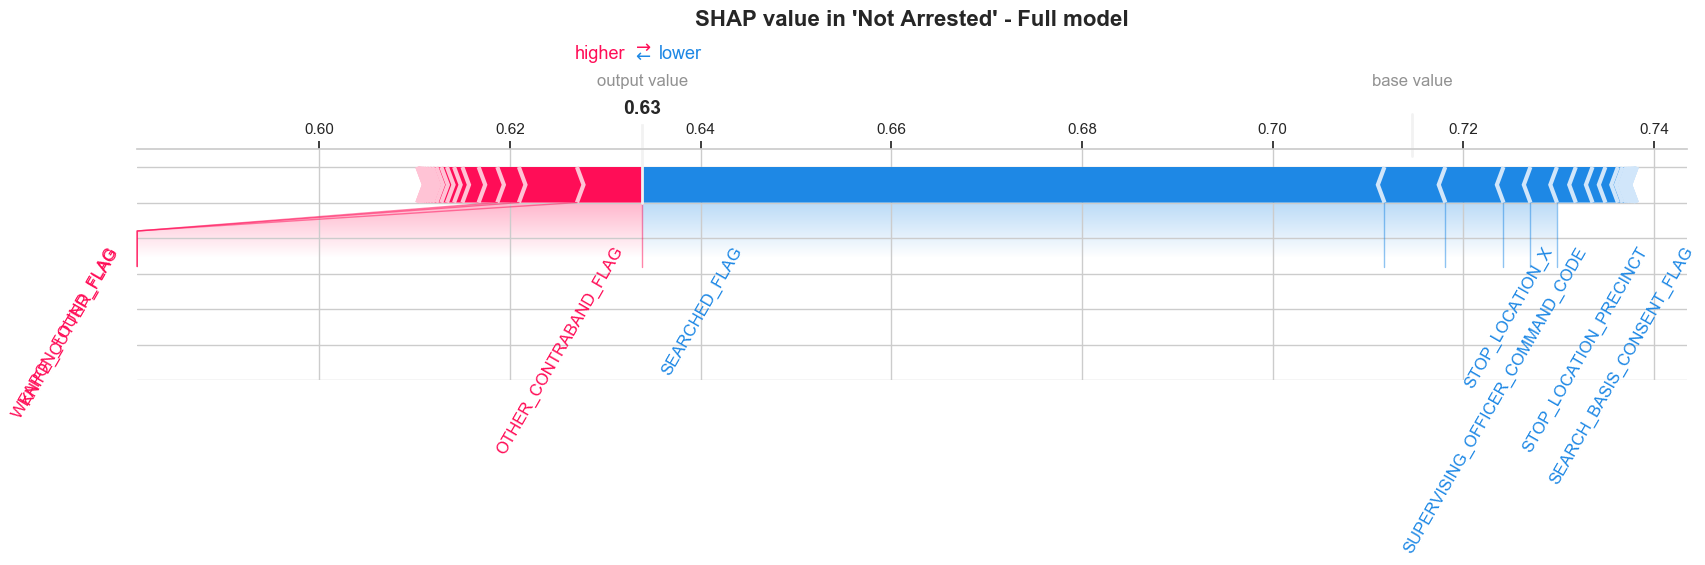 SHAP value in 'Not Arrested' - Full model
higher ⇄ lower
output value
base value
0.63
0.60
0.62
0.64
0.66
0.68
0.70
0.72
0.74
OTHER_CONTRABAND_FLAG
SEARCHED_FLAG
STOP_LOCATION_X
SUPERVISING_OFFICER_COMMAND_CODE
STOP_LOCATION_PRECINCT
SEARCH_BASIS_CONSENT_FLAG